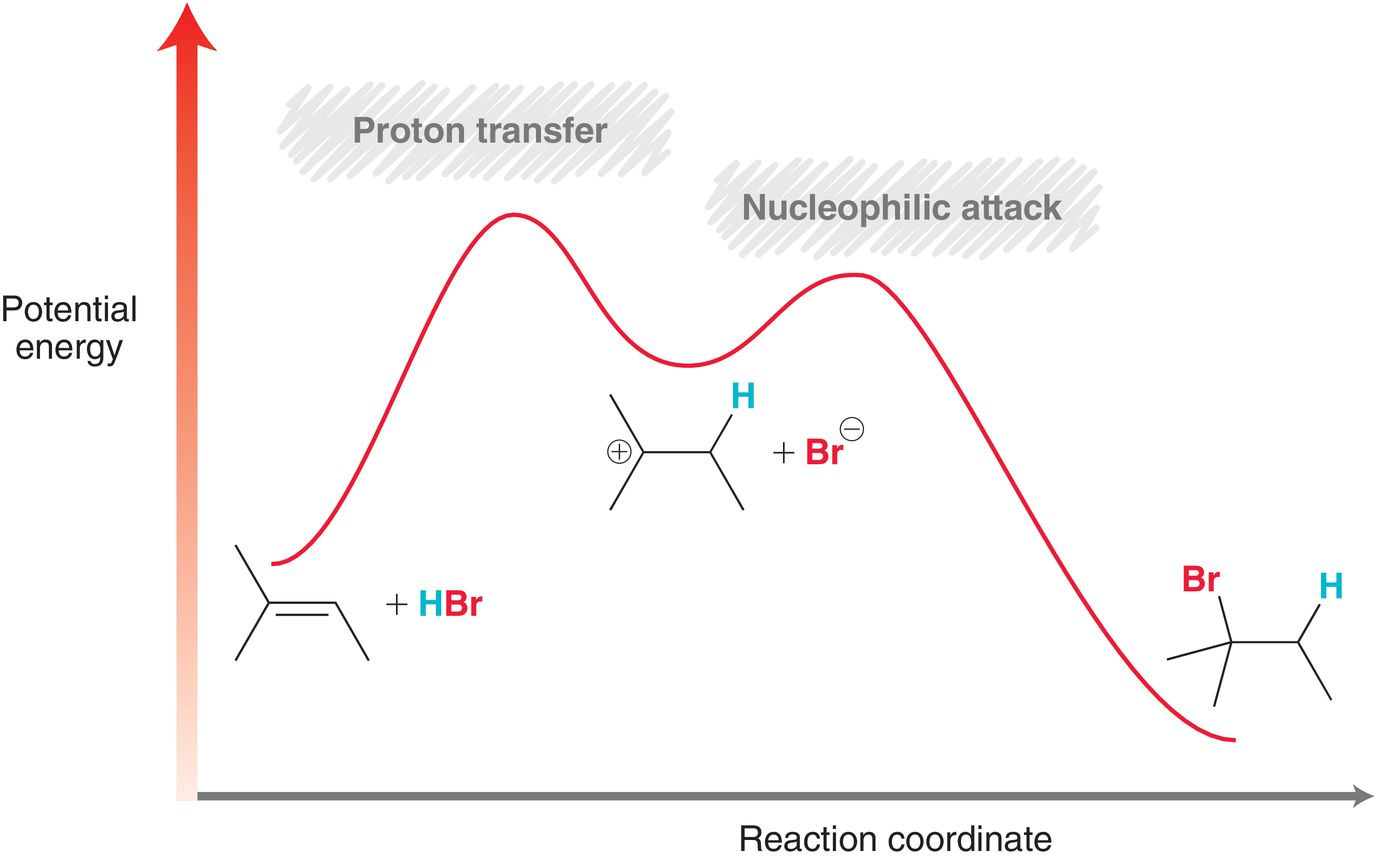 Proton transfer
Nucleophilic attack
Potential
energy
H
⊕
+ Br⊖
+ HBr
Br
H
Reaction coordinate